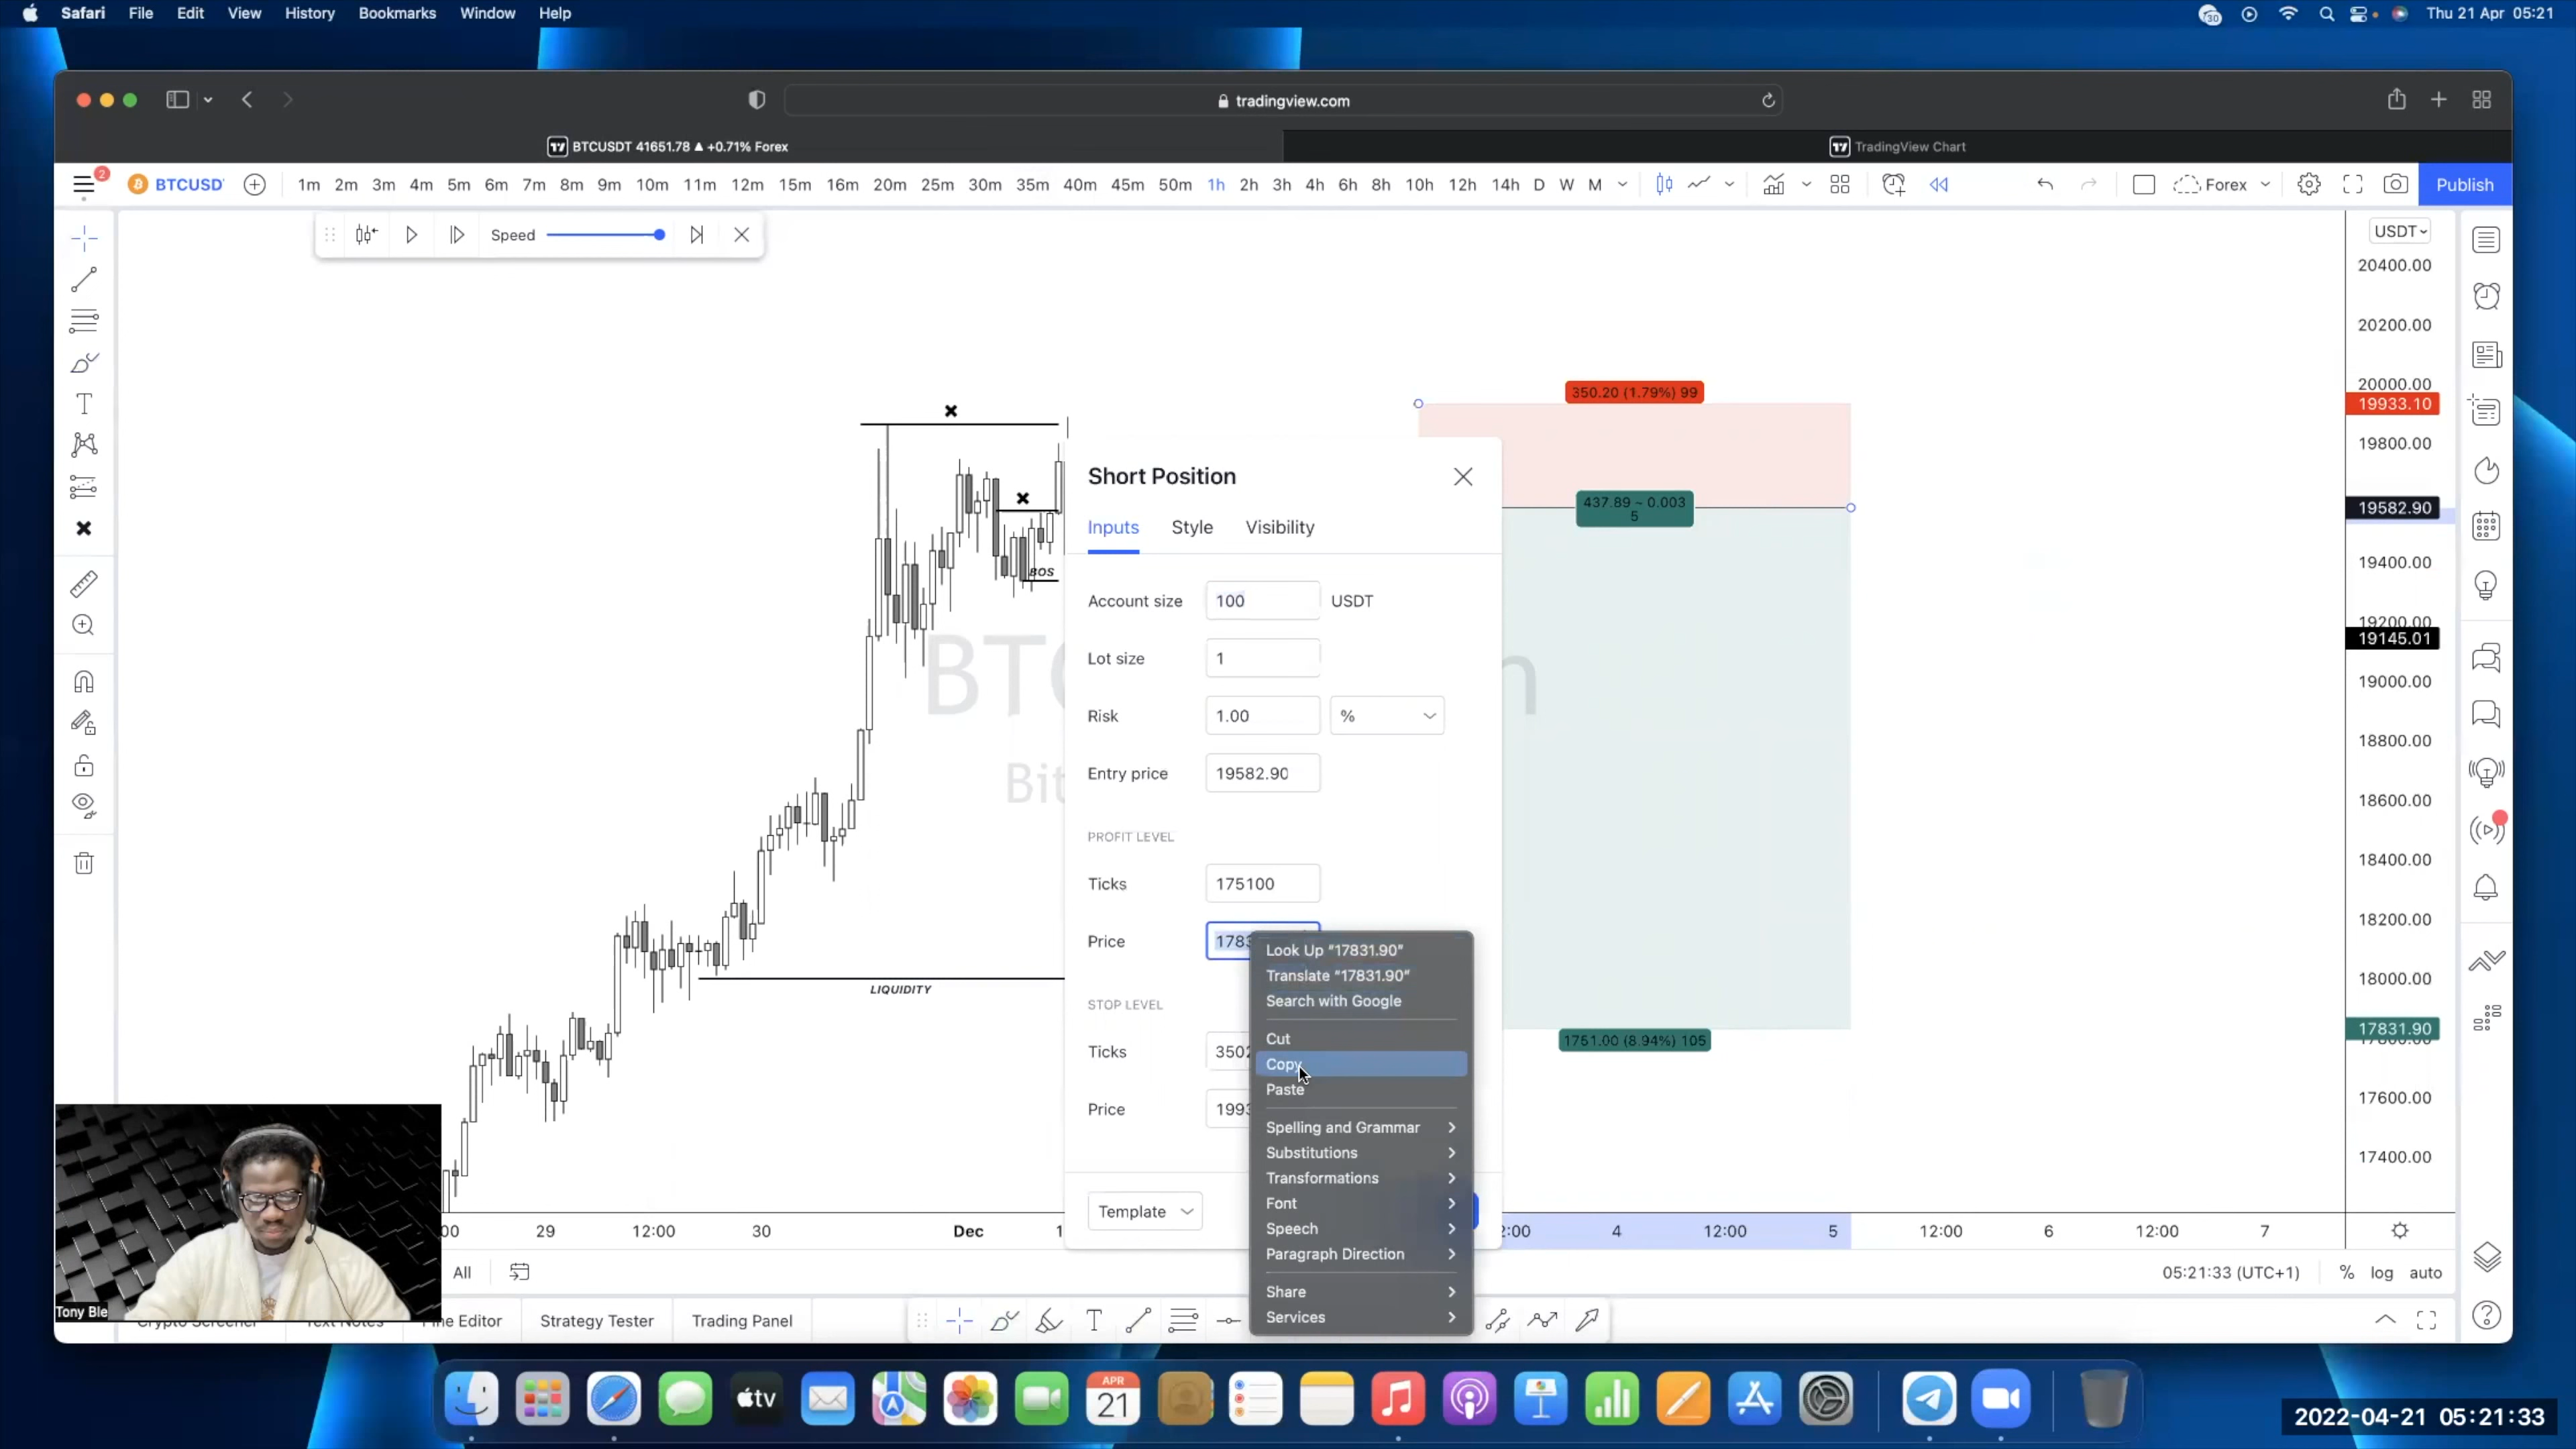 Safari File Edit View History Bookmarks Window Help
30
Thu 21 Apr 05:21
tradingview.com
BTCUSDT 41651.78 ▲ +0.71% Forex
TradingView Chart
2
BTCUSD
1m 2m 3m 4m 5m 6m 7m 8m 9m 10m 11m 12m 15m 16m 20m 25m 30m 35m 40m 45m 50m 1h 2h 3h 4h 6h 8h 10h 12h 14h D W M
Forex
Publish
Speed
USDT
20400.00
20200.00
20000.00
19933.10
19800.00
19582.90
19400.00
19200.00
19145.01
19000.00
18800.00
18600.00
18400.00
18200.00
18000.00
17831.90
17600.00
17400.00
350.20 (1.79%) 99
437.89 ~ 0.003
5
1751.00 (8.94%) 105
BOS
LIQUIDITY
Short Position
Inputs Style Visibility
Account size 100 USDT
Lot size 1
Risk 1.00 %
Entry price 19582.90
PROFIT LEVEL
Ticks 175100
Price 1783
STOP LEVEL
Ticks 3502
Price 1993
Template
Look Up “17831.90”
Translate “17831.90”
Search with Google
Cut
Copy
Paste
Spelling and Grammar
Substitutions
Transformations
Font
Speech
Paragraph Direction
Share
Services
29 12:00 30 Dec 4 12:00 5 12:00 6 12:00 7
All
05:21:33 (UTC+1) % log auto
Tony Ble
Strategy Tester Trading Panel
tv
APR
21
2022-04-21 05:21:33